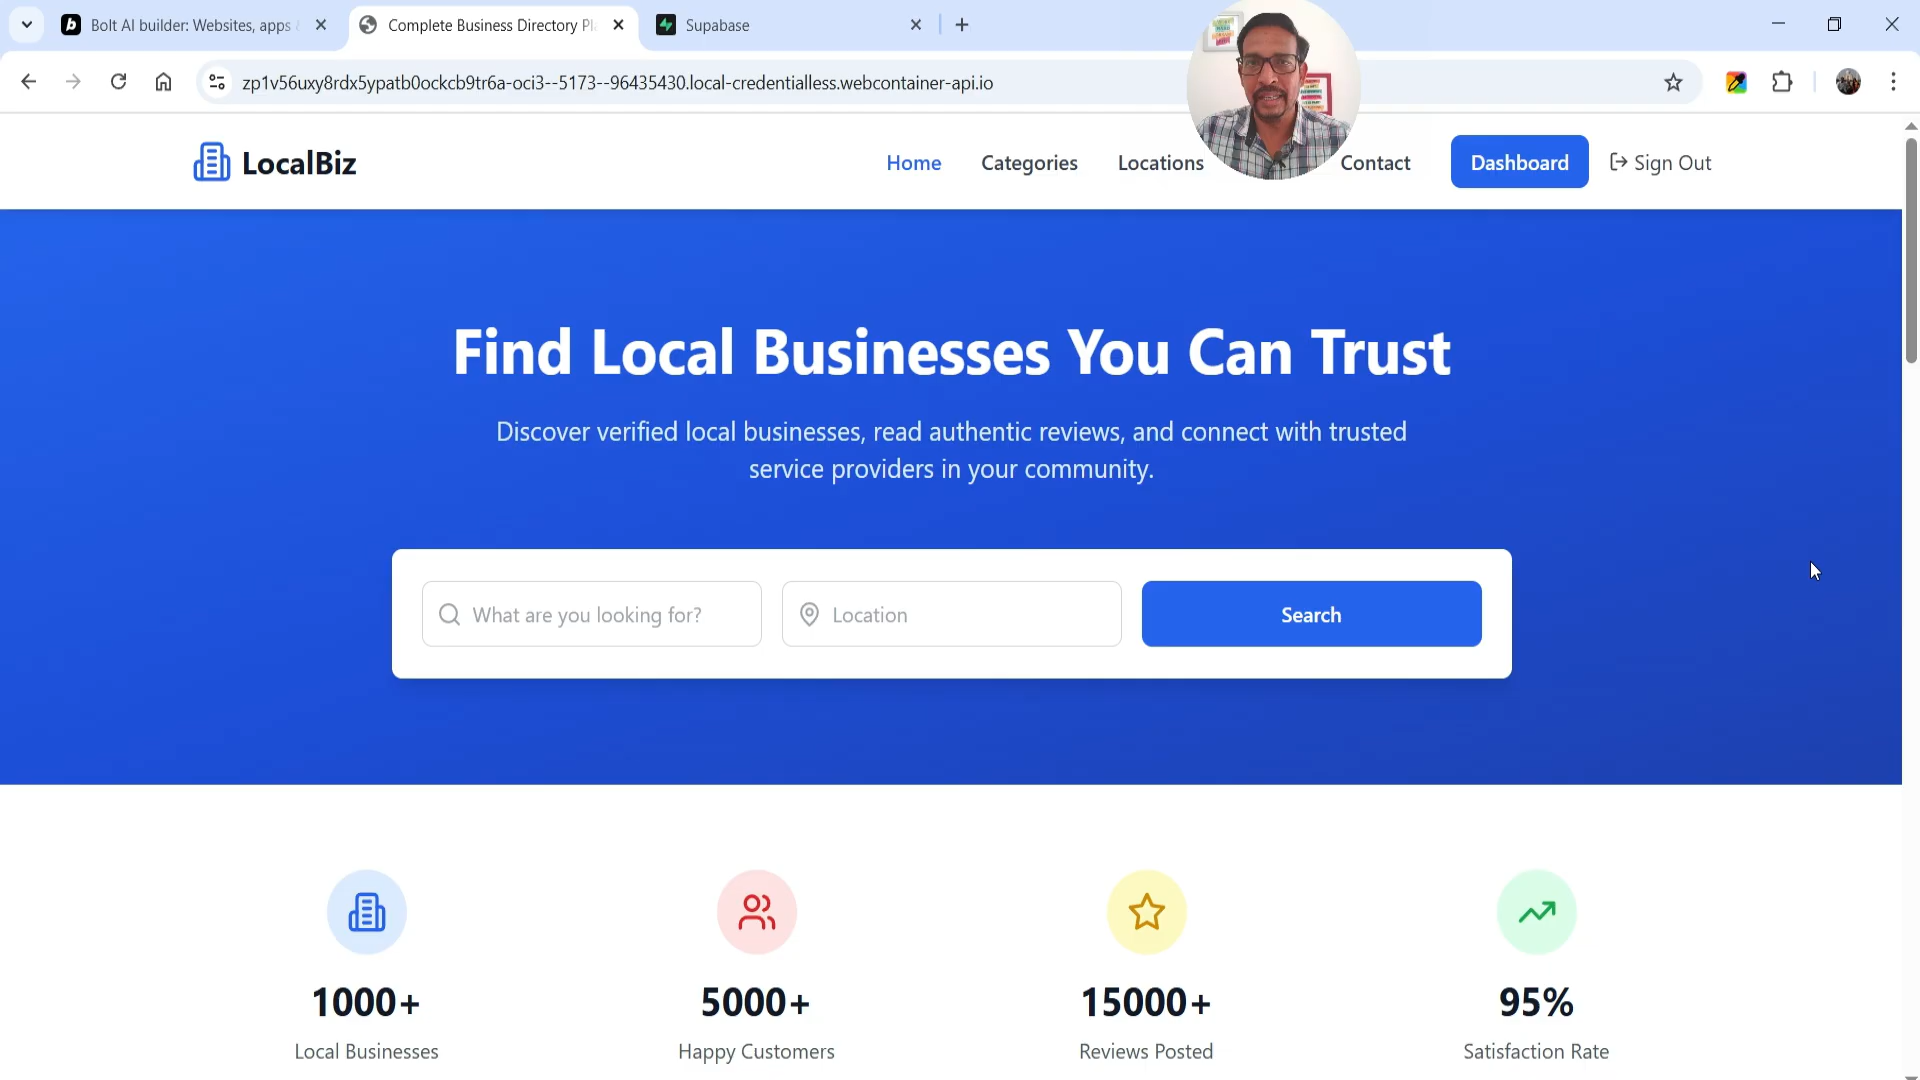 Bolt AI builder: Websites, apps
Complete Business Directory Pl
Supabase
zp1v56uxy8rdx5ypatb0ockcb9tr6a-oci3--5173--96435430.local-credentialless.webcontainer-api.io
LocalBiz
Home
Categories
Locations
Contact
Dashboard
Sign Out
Find Local Businesses You Can Trust
Discover verified local businesses, read authentic reviews, and connect with trusted
service providers in your community.
What are you looking for?
Location
Search
1000+
5000+
15000+
95%
Local Businesses
Happy Customers
Reviews Posted
Satisfaction Rate